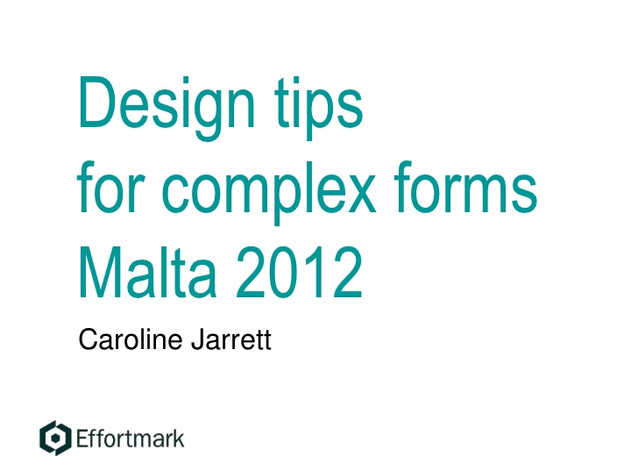 Design tips
for complex forms
Malta 2012
Caroline Jarrett
Effortmark